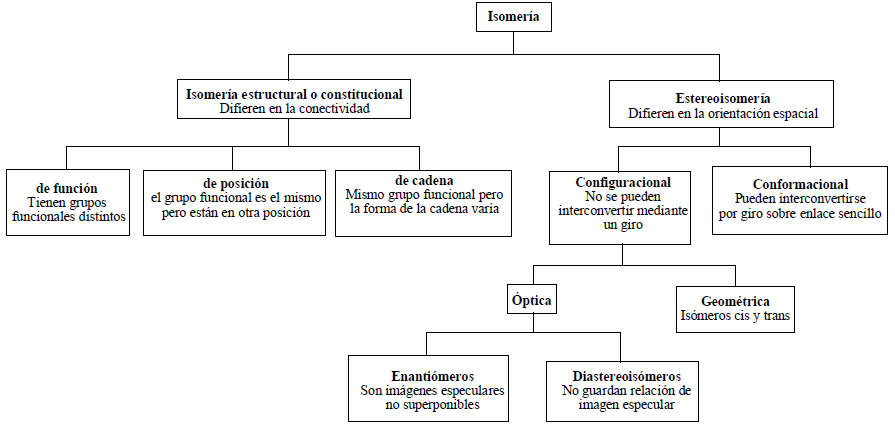 Isomería
Isomería estructural o constitucional
Difieren en la conectividad
Estereoisomería
Difieren en la orientación espacial
de función
Tienen grupos
funcionales distintos
de posición
el grupo funcional es el mismo
pero están en otra posición
de cadena
Mismo grupo funcional pero
la forma de la cadena varía
Configuracional
No se pueden
interconvertir mediante
un giro
Conformacional
Pueden interconvertirse
por giro sobre enlace sencillo
Óptica
Geométrica
Isómeros cis y trans
Enantiómeros
Son imágenes especulares
no superponibles
Diastereoisómeros
No guardan relación de
imagen especular